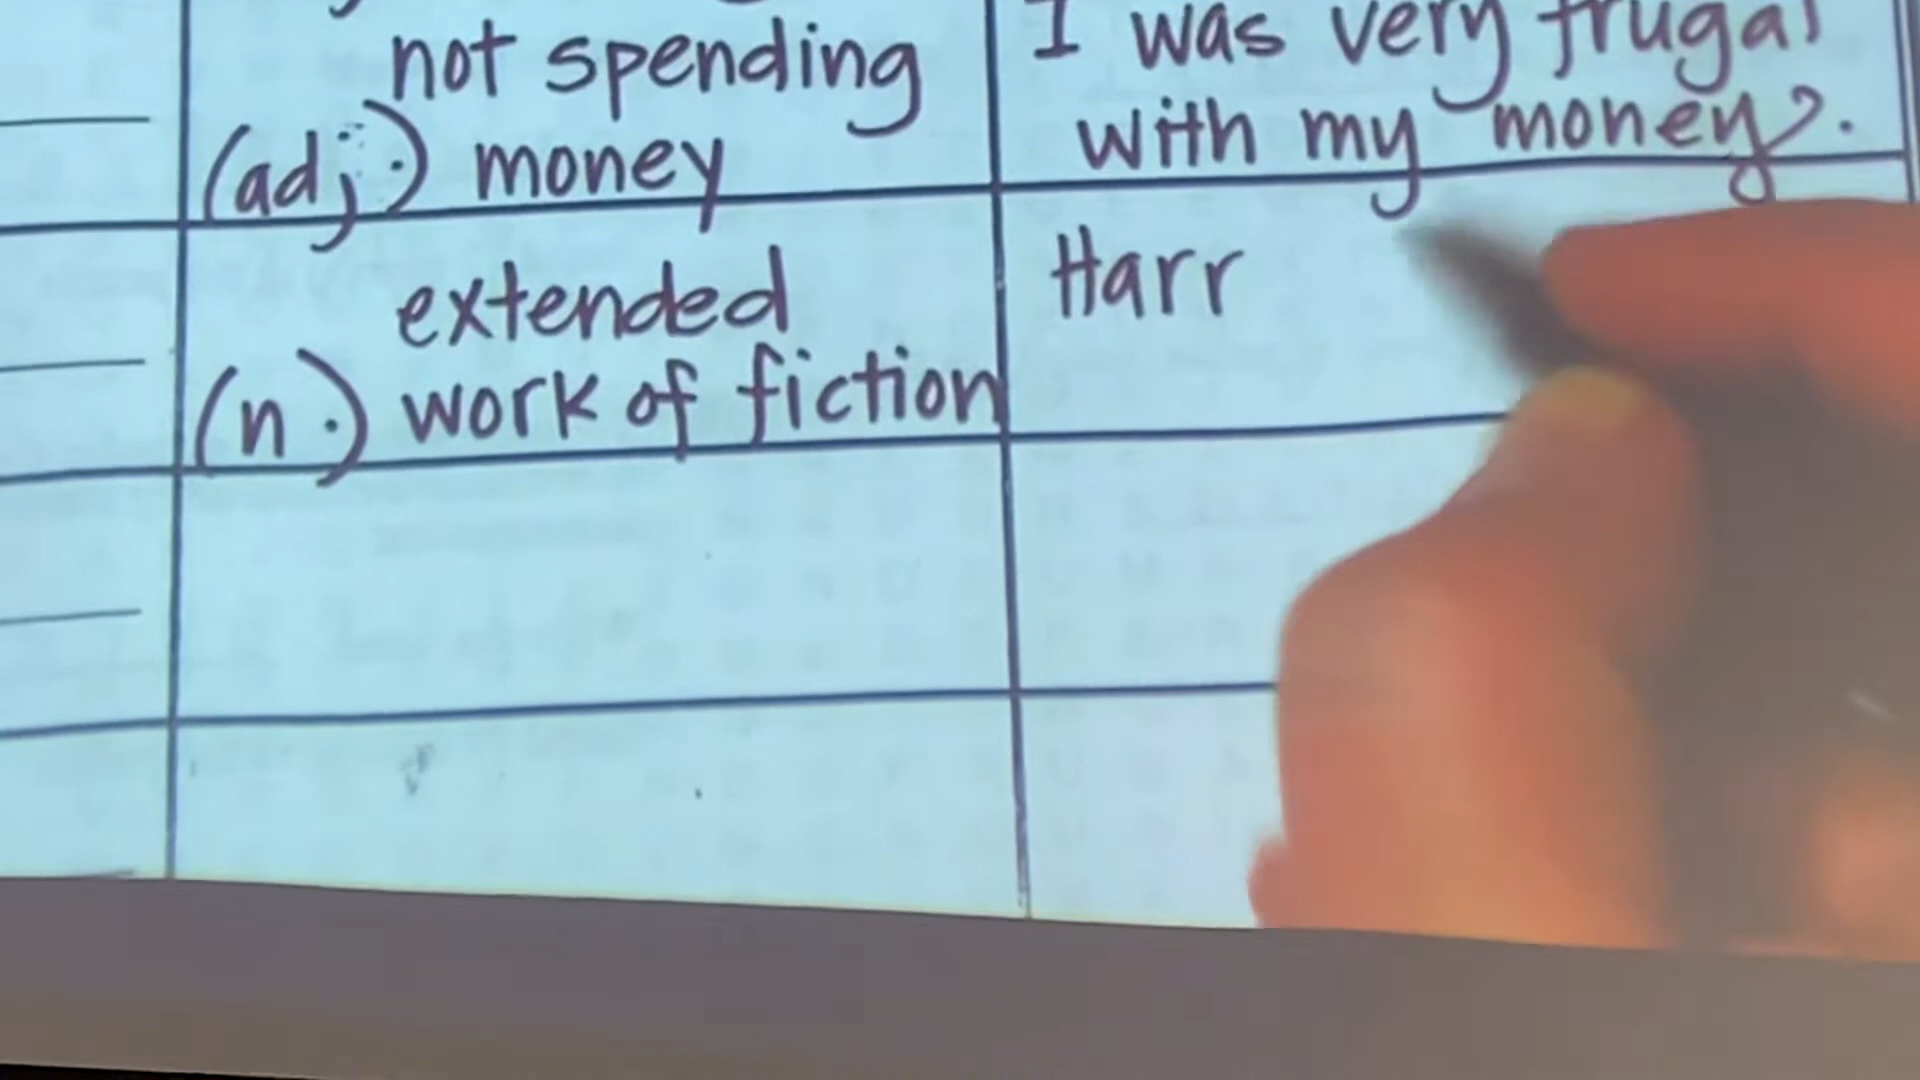 not spending
(adj.) money
I was very frugal
with my money.
extended
(n.) work of fiction
Harr